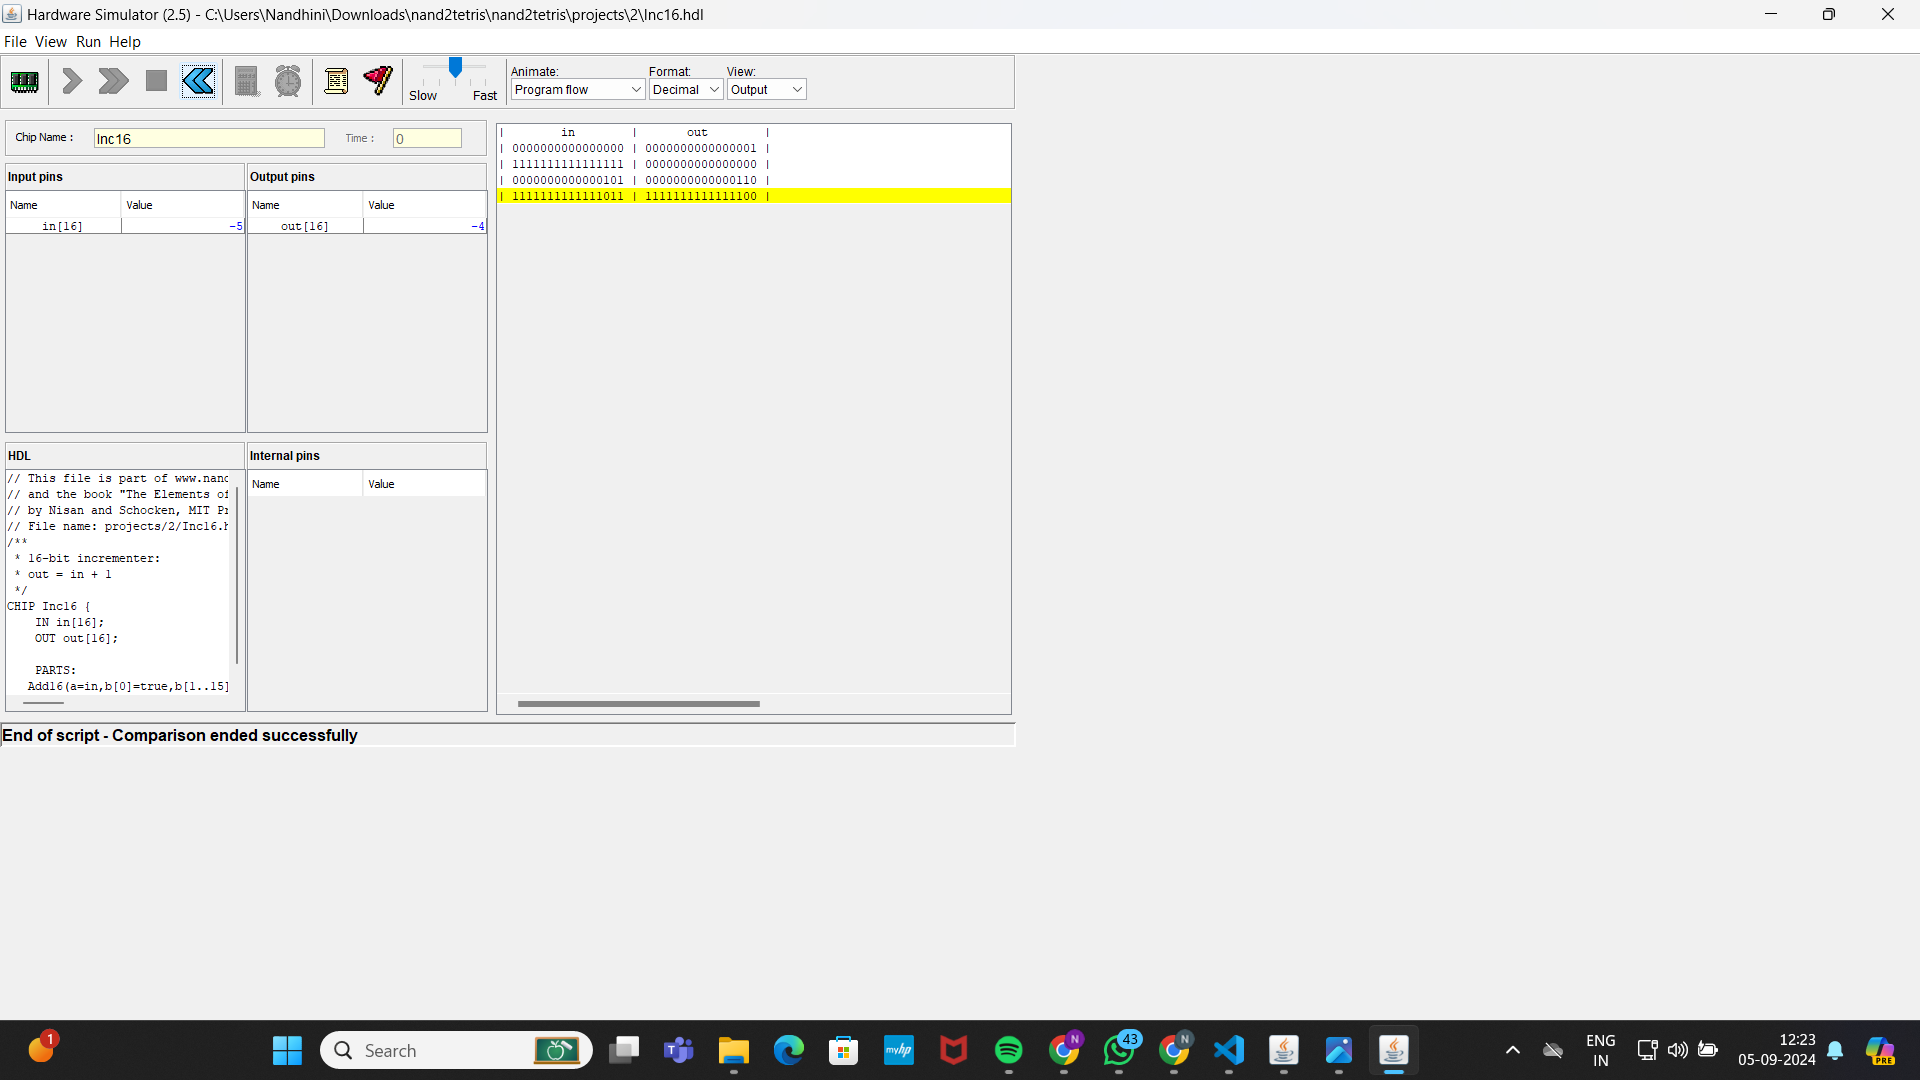 Hardware Simulator (2.5) - C:\Users\Nandhini\Downloads\nand2tetris\nand2tetris\projects\2\Inc16.hdl
File View Run Help
Slow Fast
Animate: Format: View:
Program flow Decimal Output
Chip Name : Inc16 Time : 0
Input pins Output pins
Name Value Name Value
in[16] -5 out[16] -4
| in | out |
| 0000000000000000 | 0000000000000001 |
| 1111111111111111 | 0000000000000000 |
| 0000000000000101 | 0000000000000110 |
| 1111111111111011 | 1111111111111100 |
HDL
// This file is part of www.nand
// and the book "The Elements of
// by Nisan and Schocken, MIT Pr
// File name: projects/2/Inc16.h
/**
* 16-bit incrementer:
* out = in + 1
*/
CHIP Inc16 {
IN in[16];
OUT out[16];
PARTS:
Add16(a=in,b[0]=true,b[1..15]
Internal pins
Name Value
End of script - Comparison ended successfully
1
Search
myhp
N
43
N
ENG
IN
12:23
05-09-2024
PRE